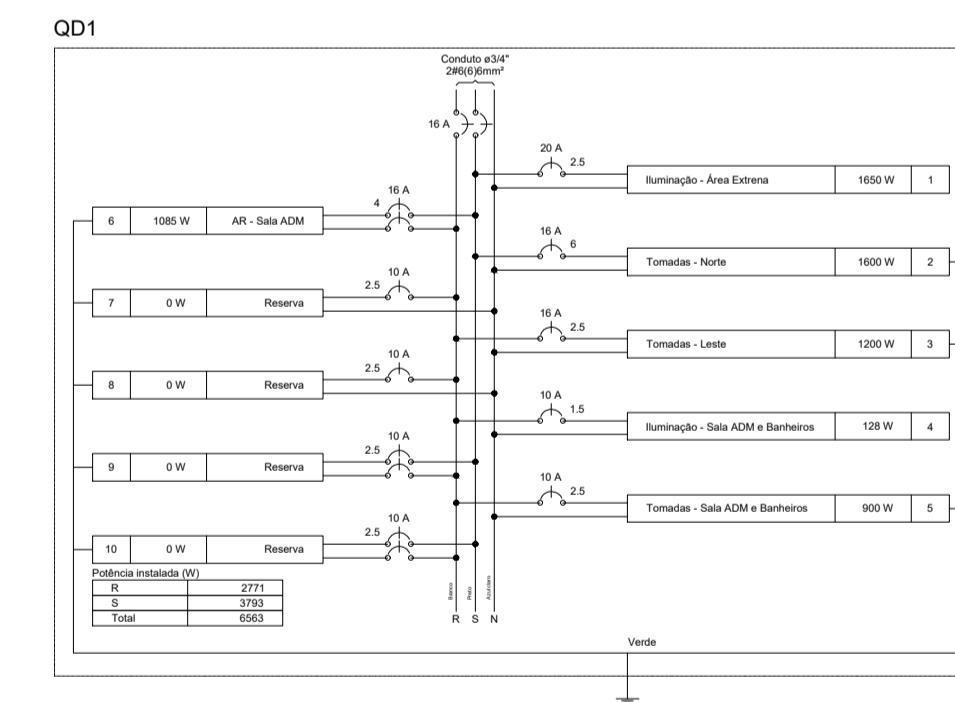 QD1
Conduto ø3/4"
2#6(6)6mm²
16 A
20 A
2.5
Iluminação - Área Extrena 1650 W 1
16 A
4
6 1085 W AR - Sala ADM
16 A
6
Tomadas - Norte 1600 W 2
10 A
2.5
7 0 W Reserva
16 A
2.5
Tomadas - Leste 1200 W 3
10 A
2.5
8 0 W Reserva
10 A
1.5
Iluminação - Sala ADM e Banheiros 128 W 4
10 A
2.5
9 0 W Reserva
10 A
2.5
Tomadas - Sala ADM e Banheiros 900 W 5
10 A
2.5
10 0 W Reserva
Potência instalada (W)
R 2771
S 3793
Total 6563
Branco
Preto
Azul claro
R S N
Verde